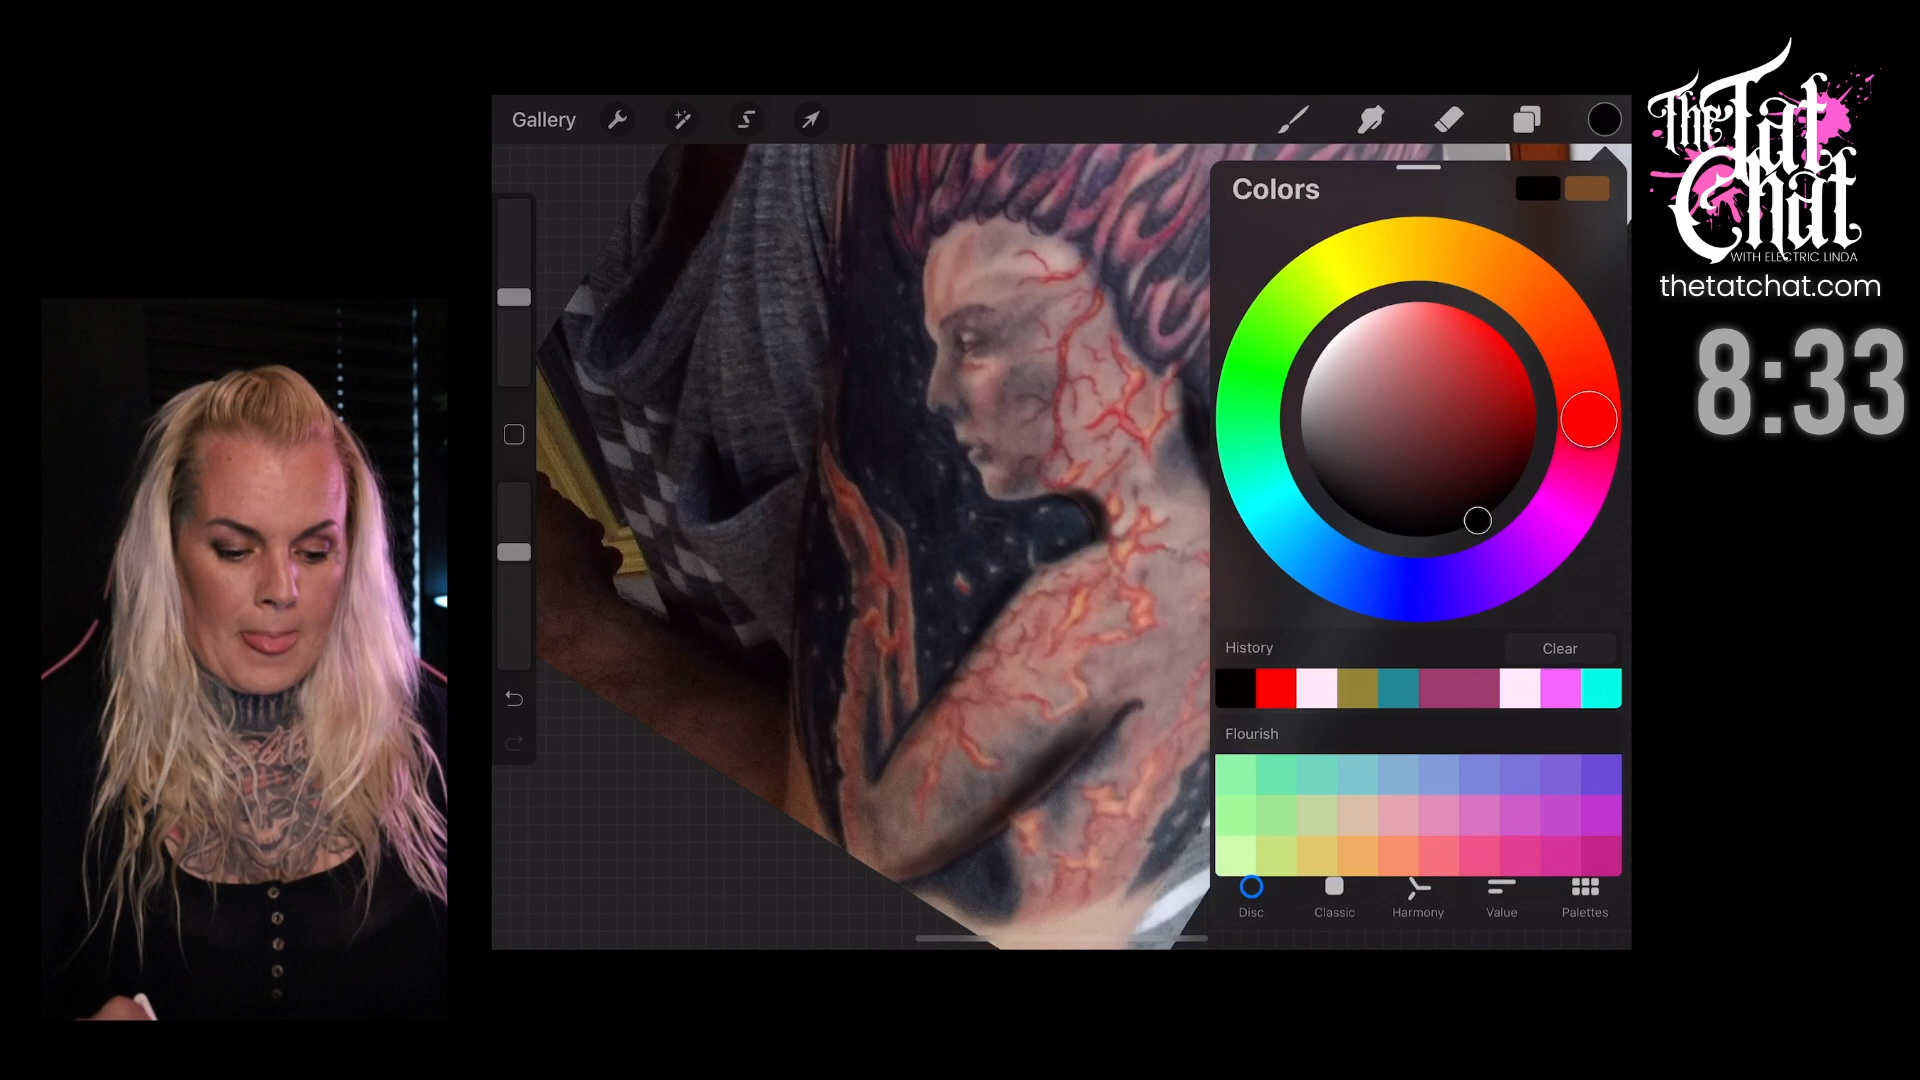 Gallery
Colors
History
Clear
Flourish
Disc
Classic
Harmony
Value
Palettes
The Tat
Chat
WITH ELECTRIC LINDA
thetatchat.com
8:33